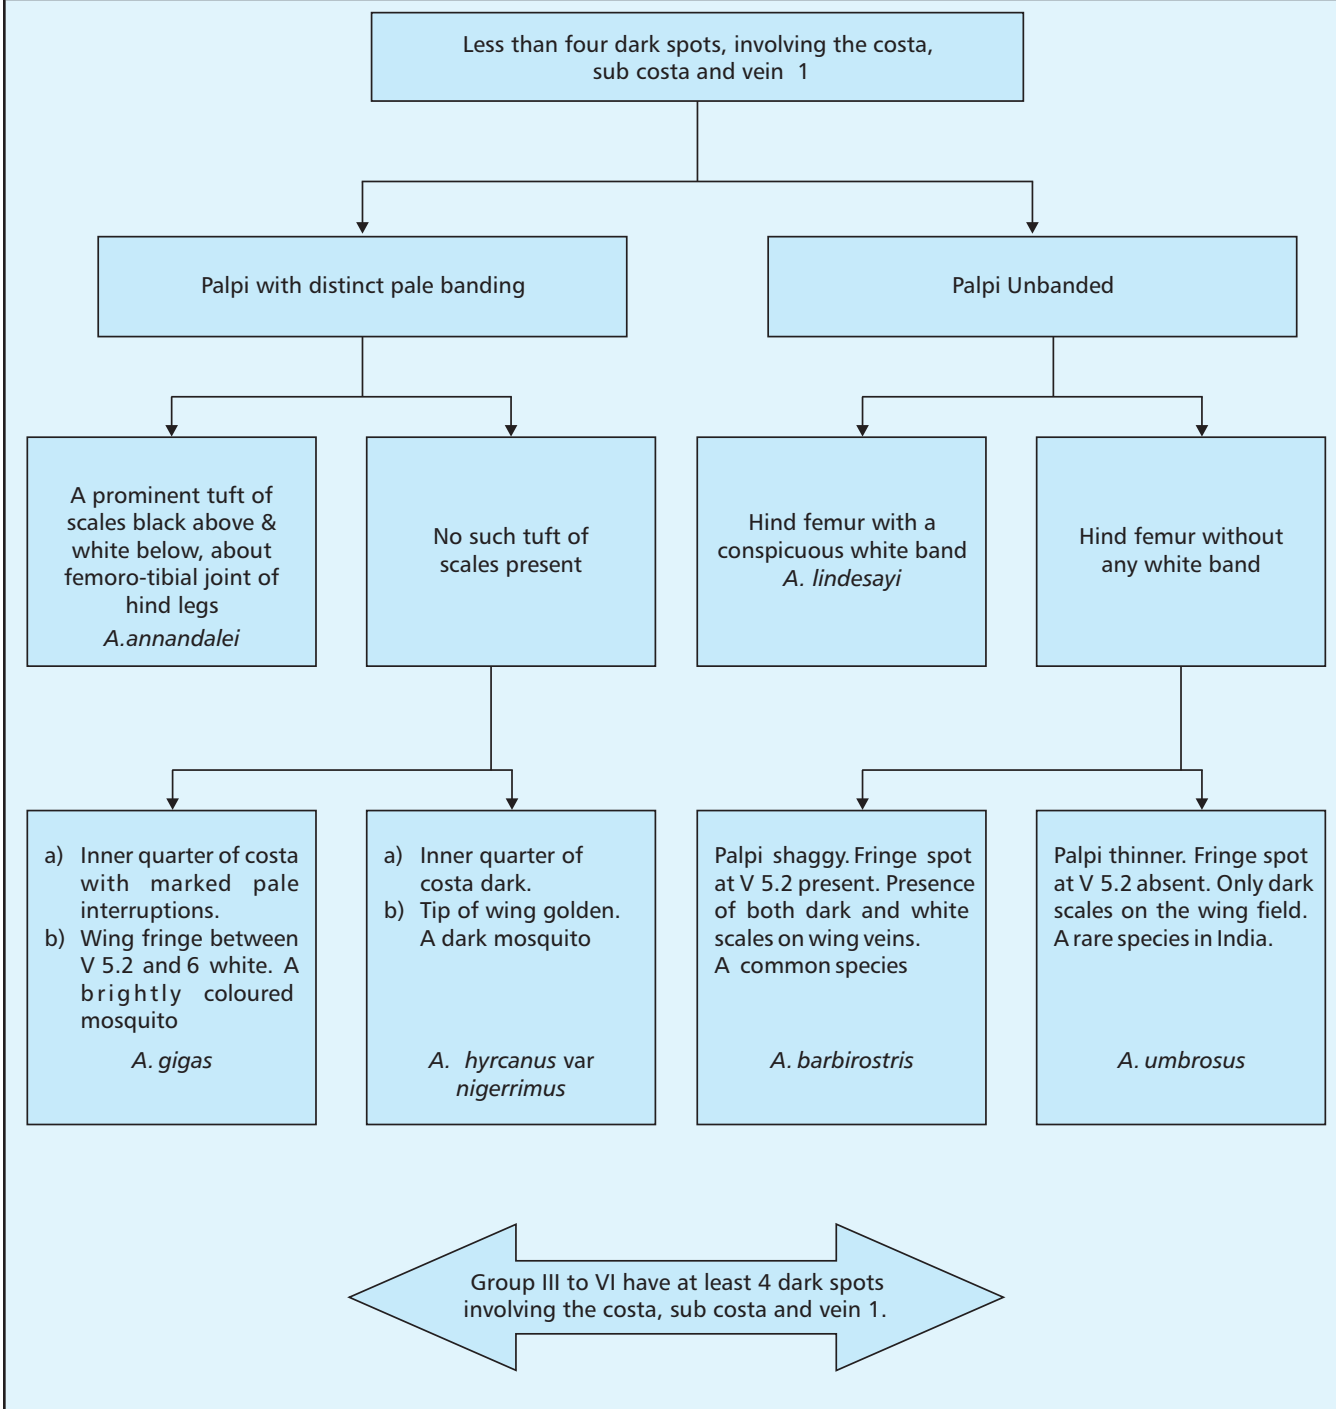 Less than four dark spots, involving the costa,
sub costa and vein 1
Palpi with distinct pale banding
Palpi Unbanded
A prominent tuft of
scales black above &
white below, about
femoro-tibial joint of
hind legs
A.annandalei
No such tuft of
scales present
Hind femur with a
conspicuous white band
A. lindesayi
Hind femur without
any white band
a) Inner quarter of costa
with marked pale
interruptions.
b) Wing fringe between
V 5.2 and 6 white. A
brightly coloured
mosquito
A. gigas
a) Inner quarter of
costa dark.
b) Tip of wing golden.
A dark mosquito
A. hyrcanus var
nigerrimus
Palpi shaggy. Fringe spot
at V 5.2 present. Presence
of both dark and white
scales on wing veins.
A common species
A. barbirostris
Palpi thinner. Fringe spot
at V 5.2 absent. Only dark
scales on the wing field.
A rare species in India.
A. umbrosus
Group III to VI have at least 4 dark spots
involving the costa, sub costa and vein 1.